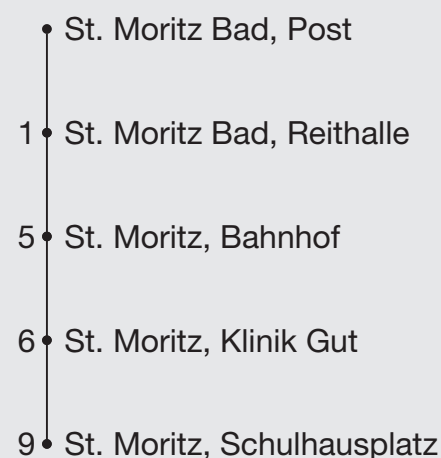 St. Moritz Bad, Post
1 St. Moritz Bad, Reithalle
5 St. Moritz, Bahnhof
6 St. Moritz, Klinik Gut
9 St. Moritz, Schulhausplatz